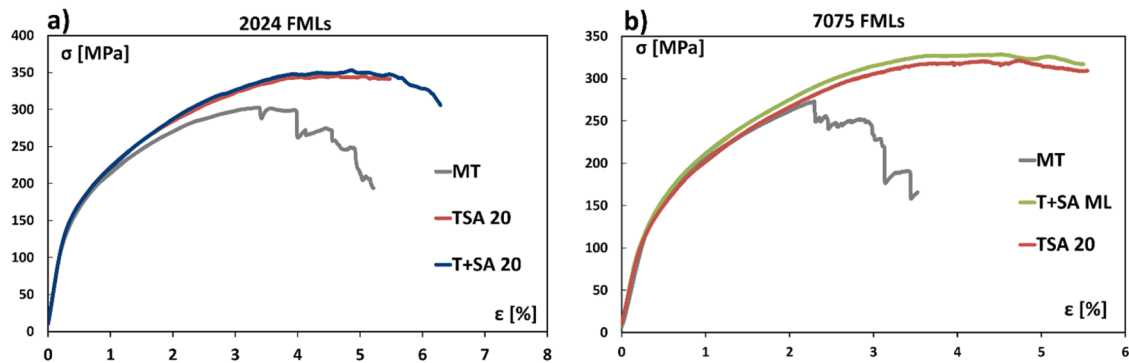 a)
2024 FMLs
σ [MPa]
400
350
300
250
200
150
100
50
0
0 1 2 3 4 5 6 7 8
ε [%]
MT
TSA 20
T+SA 20
b)
7075 FMLs
σ [MPa]
350
300
250
200
150
100
50
0
0 1 2 3 4 5 6
ε [%]
MT
T+SA ML
TSA 20